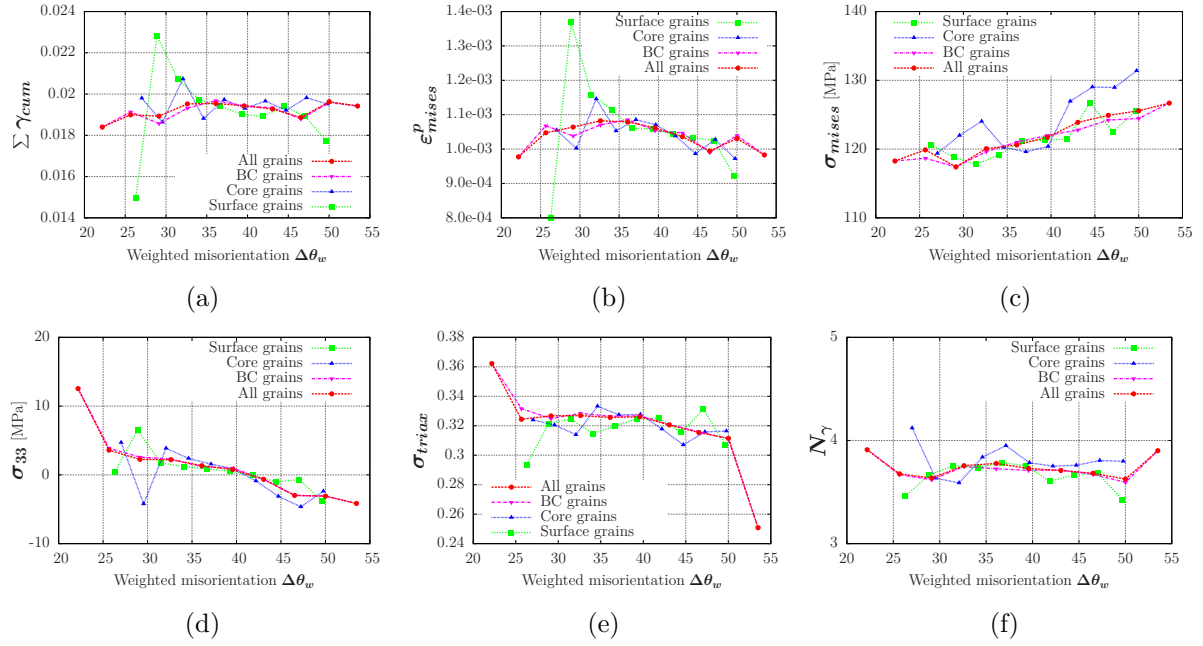 0.024
0.022
0.02
0.018
0.016
0.014
∑ γcum
All grains
BC grains
Core grains
Surface grains
20 25 30 35 40 45 50 55
Weighted misorientation Δθw
(a)
1.4e-03
1.3e-03
1.2e-03
1.1e-03
1.0e-03
9.0e-04
8.0e-04
εᵖmises
Surface grains
Core grains
BC grains
All grains
20 25 30 35 40 45 50 55
Weighted misorientation Δθw
(b)
140
130
120
110
σmises [MPa]
Surface grains
Core grains
BC grains
All grains
20 25 30 35 40 45 50 55
Weighted misorientation Δθw
(c)
20
10
0
-10
σ33 [MPa]
Surface grains
Core grains
BC grains
All grains
20 25 30 35 40 45 50 55
Weighted misorientation Δθw
(d)
0.38
0.36
0.34
0.32
0.3
0.28
0.26
0.24
σtriax
All grains
BC grains
Core grains
Surface grains
20 25 30 35 40 45 50 55
Weighted misorientation Δθw
(e)
5
4
3
Nγ
Surface grains
Core grains
BC grains
All grains
20 25 30 35 40 45 50 55
Weighted misorientation Δθw
(f)